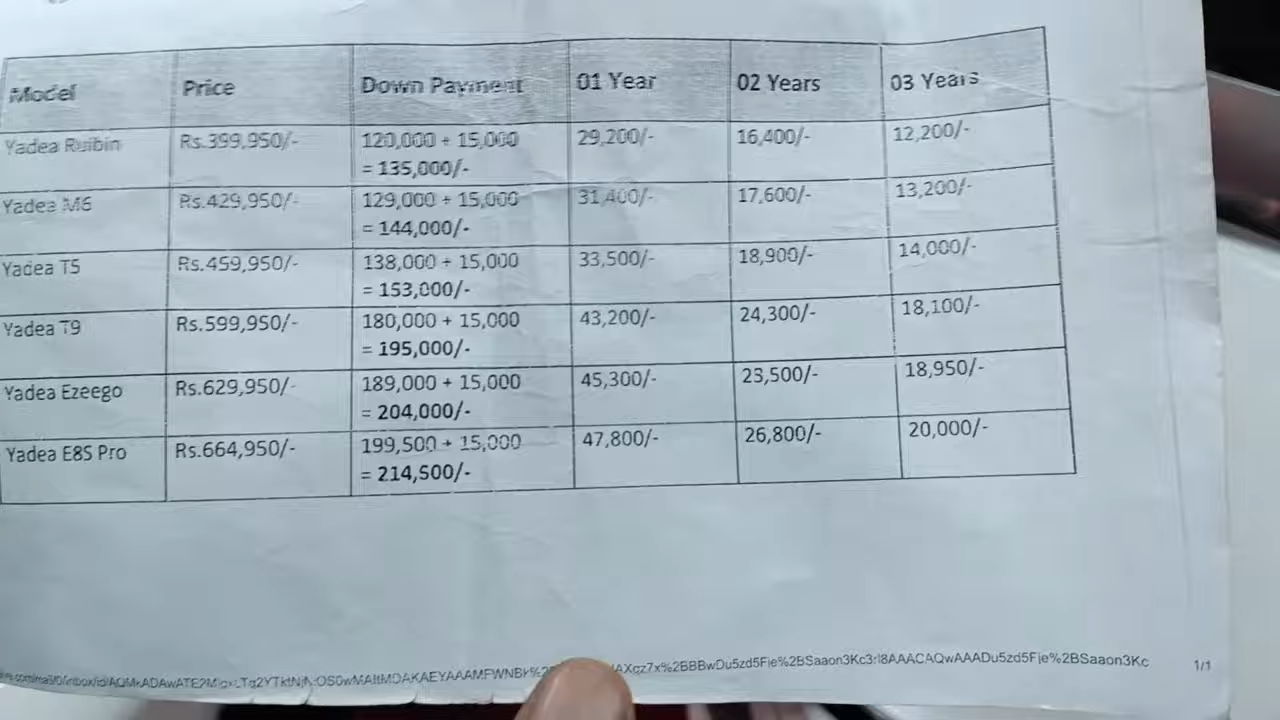 Model Price Down Payment 01 Year 02 Years 03 Years
Yadea Ruibin Rs.399,950/- 120,000 + 15,000 29,200/- 16,400/- 12,200/-
= 135,000/-
Yadea M6 Rs.429,950/- 129,000 + 15,000 31,400/- 17,600/- 13,200/-
= 144,000/-
Yadea T5 Rs.459,950/- 138,000 + 15,000 33,500/- 18,900/- 14,000/-
= 153,000/-
Yadea T9 Rs.599,950/- 180,000 + 15,000 43,200/- 24,300/- 18,100/-
= 195,000/-
Yadea Ezeego Rs.629,950/- 189,000 + 15,000 45,300/- 23,500/- 18,950/-
= 204,000/-
Yadea E8S Pro Rs.664,950/- 199,500 + 15,000 47,800/- 26,800/- 20,000/-
= 214,500/-
1/1